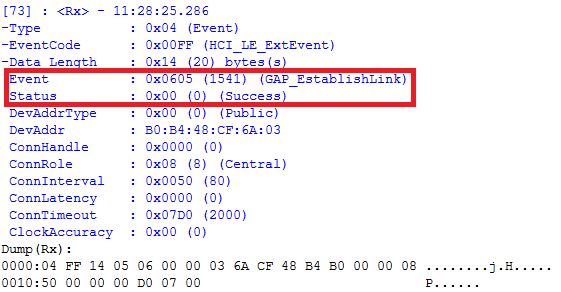 [73] : <Rx> - 11:28:25.286
-Type : 0x04 (Event)
-EventCode : 0x00FF (HCI_LE_ExtEvent)
-Data Length : 0x14 (20) bytes(s)
Event : 0x0605 (1541) (GAP_EstablishLink)
Status : 0x00 (0) (Success)
DevAddrType : 0x00 (0) (Public)
DevAddr : B0:B4:48:CF:6A:03
ConnHandle : 0x0000 (0)
ConnRole : 0x08 (8) (Central)
ConnInterval : 0x0050 (80)
ConnLatency : 0x0000 (0)
ConnTimeout : 0x07D0 (2000)
ClockAccuracy : 0x00 (0)
Dump(Rx):
0000:04 FF 14 05 06 00 00 03 6A CF 48 B4 B0 00 00 08 ........j.H.....
0010:50 00 00 00 D0 07 00 P......